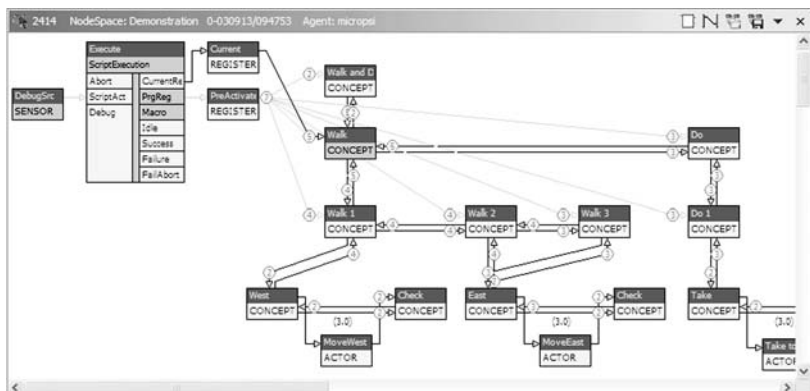 2414 NodeSpace: Demonstration 0-030913/094753 Agent: micropsi
Execute
ScriptExecution
Abort CurrentRe
ScriptAct PrgReg
Debug Macro
Idle
Success
Failure
FailAbort
DebugSrc
SENSOR
Current
REGISTER
PreActivate
REGISTER
Walk and D
CONCEPT
Walk
CONCEPT
Do
CONCEPT
Walk 1
CONCEPT
Walk 2
CONCEPT
Walk 3
CONCEPT
Do 1
CONCEPT
West
CONCEPT
Check
CONCEPT
(3.0)
MoveWest
ACTOR
East
CONCEPT
Check
CONCEPT
(3.0)
MoveEast
ACTOR
Take
CONCEPT
(3.0)
Take to
ACTOR